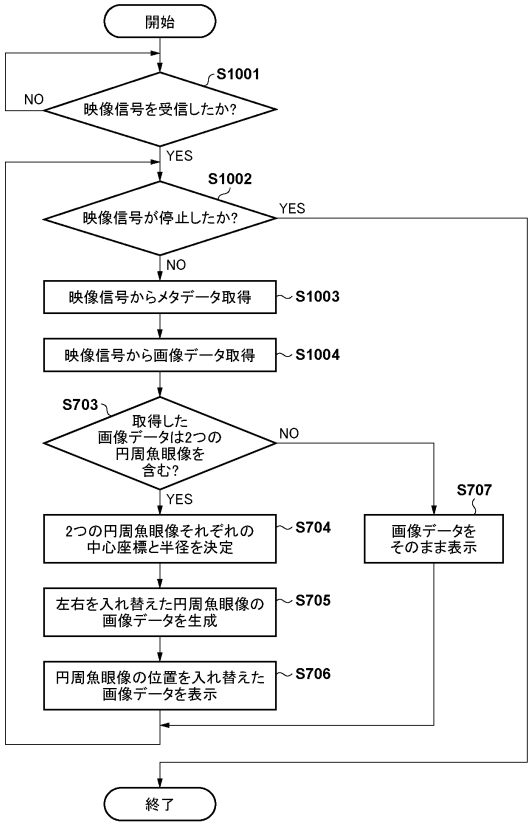 開始
S1001
映像信号を受信したか?
NO
YES
S1002
映像信号が停止したか?
YES
NO
映像信号からメタデータ取得
S1003
映像信号から画像データ取得
S1004
S703
取得した
画像データは2つの
円周魚眼像を
含む?
NO
YES
S707
画像データを
そのまま表示
2つの円周魚眼像それぞれの
中心座標と半径を決定
S704
左右を入れ替えた円周魚眼像の
画像データを生成
S705
円周魚眼像の位置を入れ替えた
画像データを表示
S706
終了